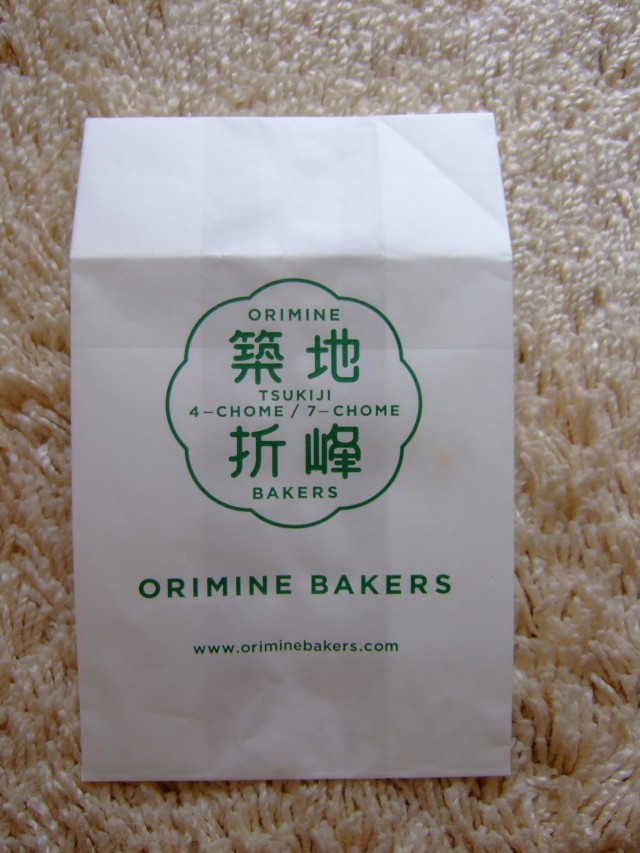 ORIMINE
築地
TSUKIJI
4-CHOME / 7-CHOME
折峰
BAKERS
ORIMINE BAKERS
www.oriminebakers.com